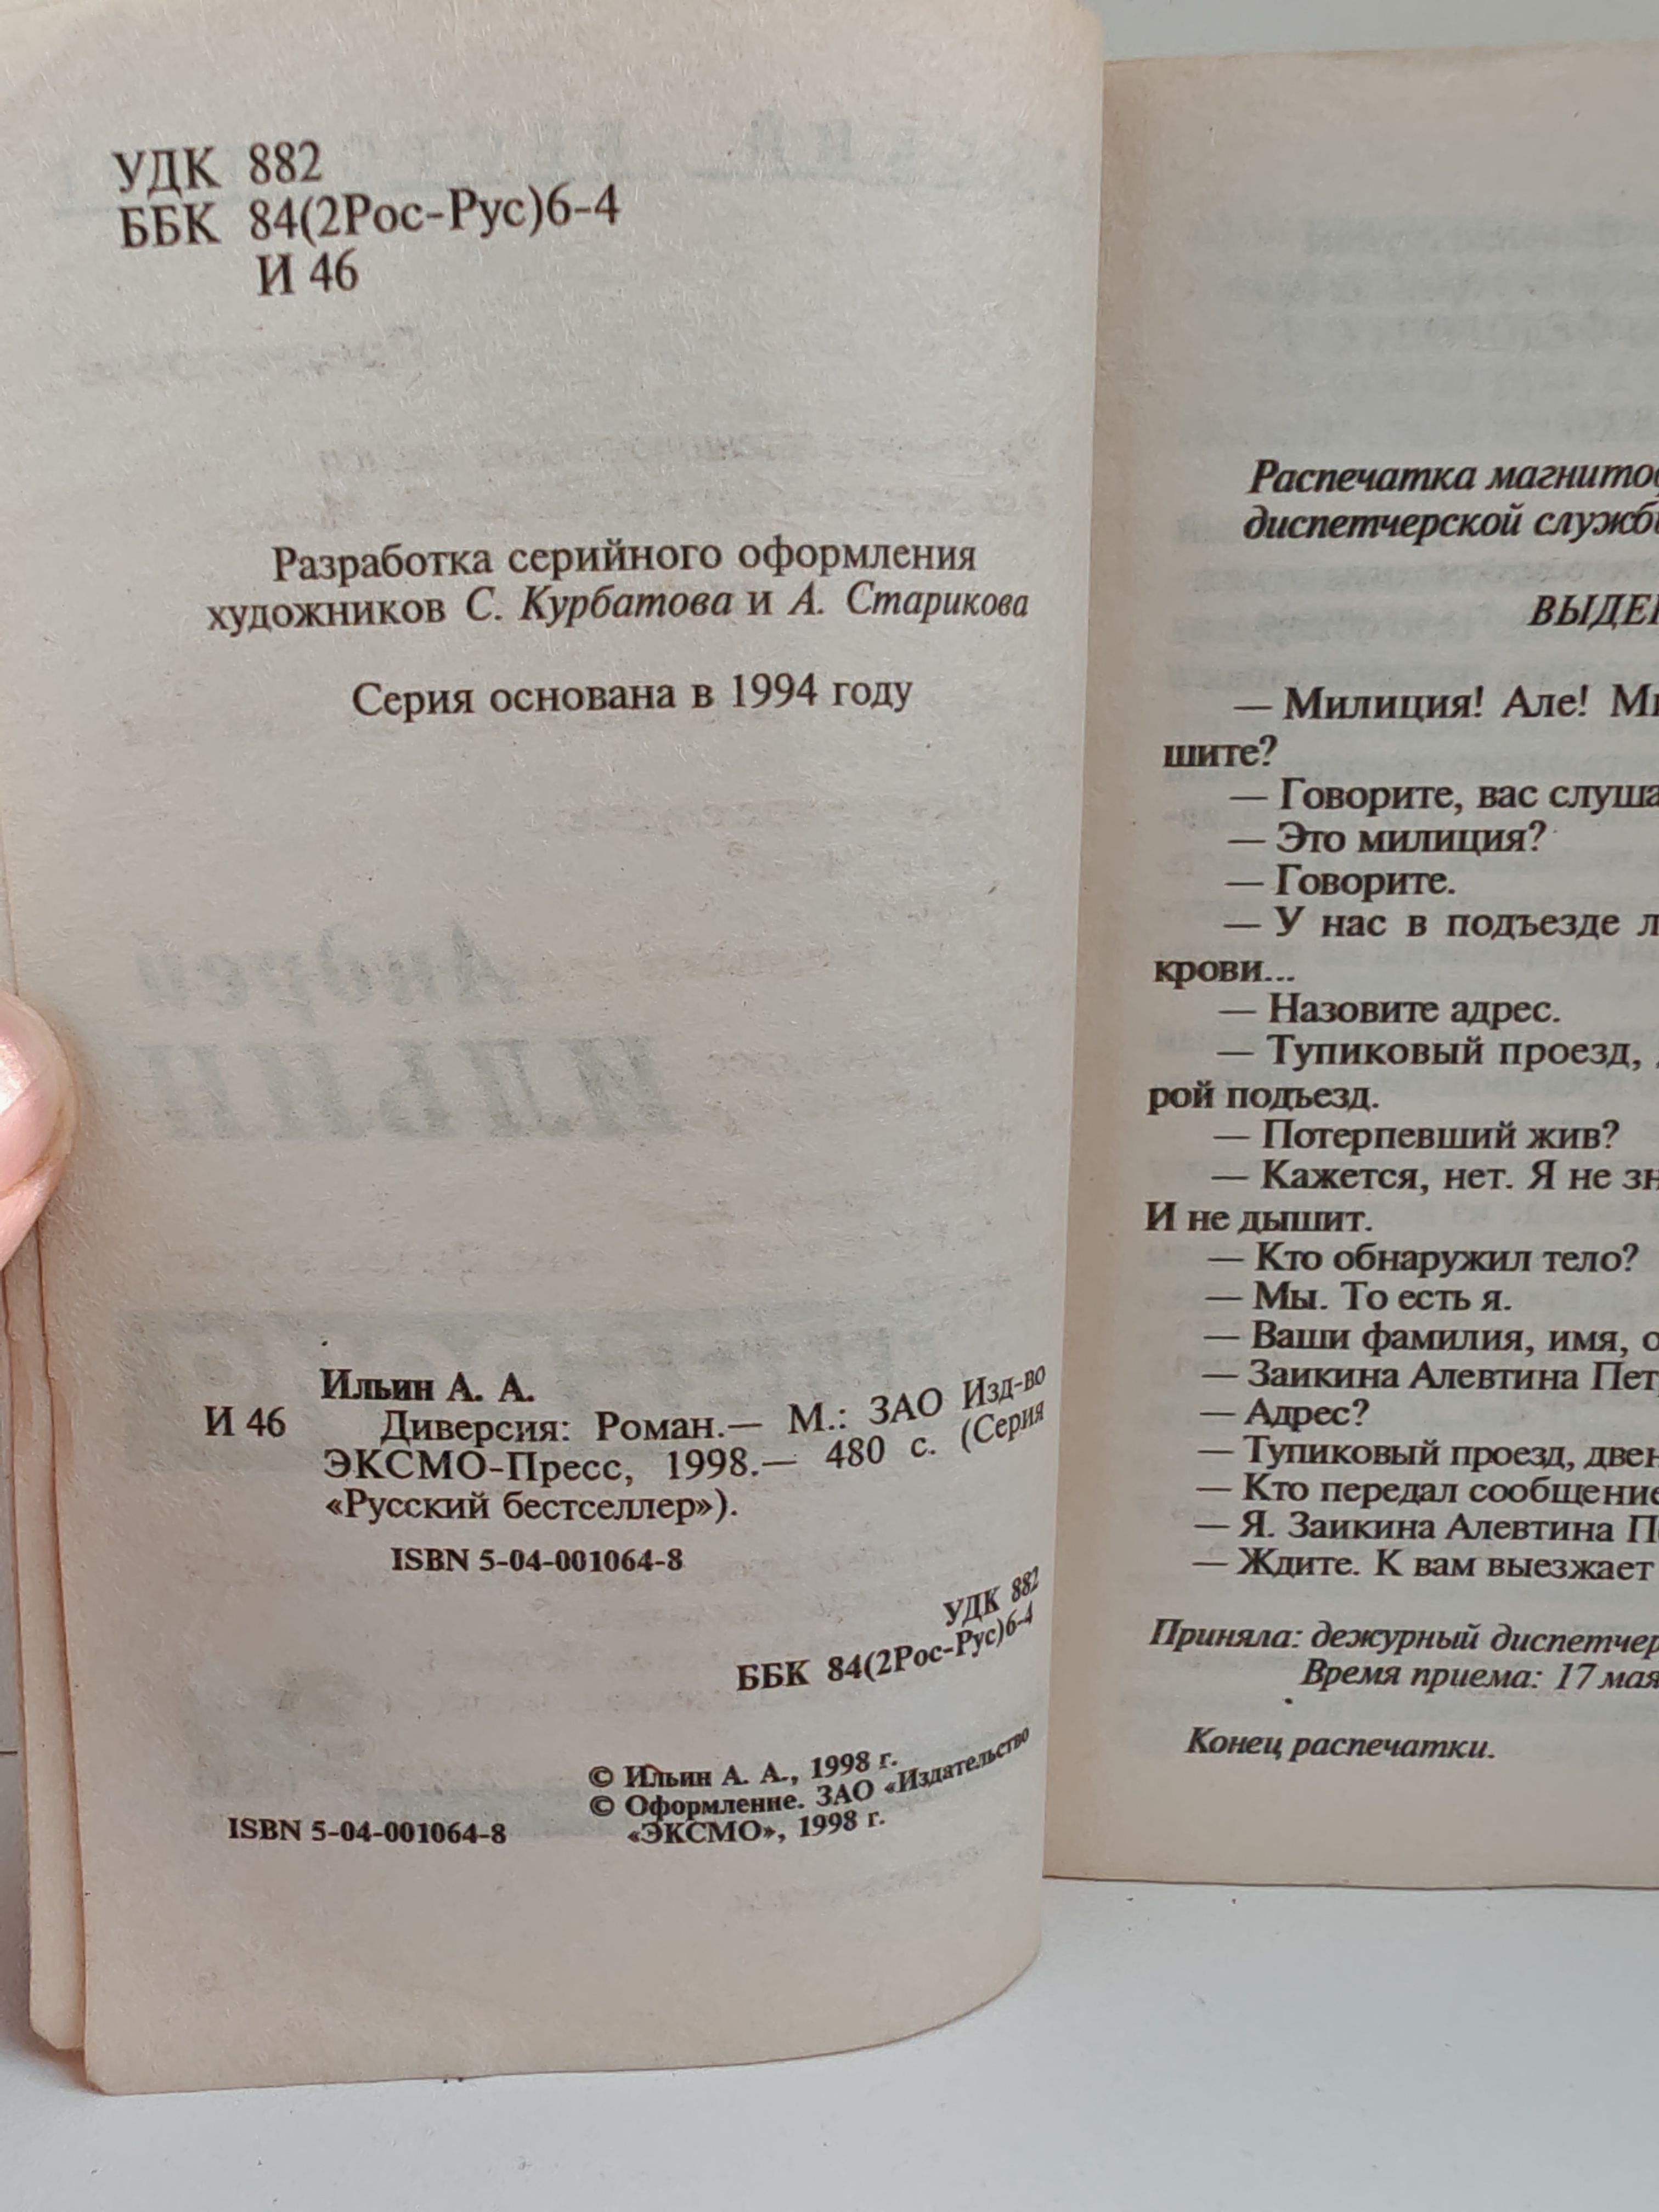 УДК 882
ББК 84(2Рос-Рус)6-4
И 46
Разработка серийного оформления
художников С. Курбатова и А. Старикова
Серия основана в 1994 году
Ильин А. А.
И 46 Диверсия: Роман.— М.: ЗАО Изд-во
ЭКСМО-Пресс, 1998.— 480 с. (Серия
«Русский бестселлер»).
ISBN 5-04-001064-8
УДК 882
ББК 84(2Рос-Рус)6-4
© Ильин А. А., 1998 г.
© Оформление. ЗАО «Издательство
«ЭКСМО», 1998 г.
ISBN 5-04-001064-8
Распечатка
диспетчерской
— Милиция! Але!
шите?
— Говорите, вас
— Это милиция?
— Говорите.
— У нас в подъезде
крови...
— Назовите адрес.
— Тупиковый проезд,
рой подъезд.
— Потерпевший жив?
— Кажется, нет. Я не
И не дышит.
— Кто обнаружил тело?
— Мы. То есть я.
— Ваши фамилия, имя,
— Заикина Алевтина
— Адрес?
— Тупиковый проезд,
— Кто передал
— Я. Заикина Алевтина
— Ждите. К вам выезжает
Приняла: дежурный диспетчер
Время приема: 17 мая
Конец распечатки.